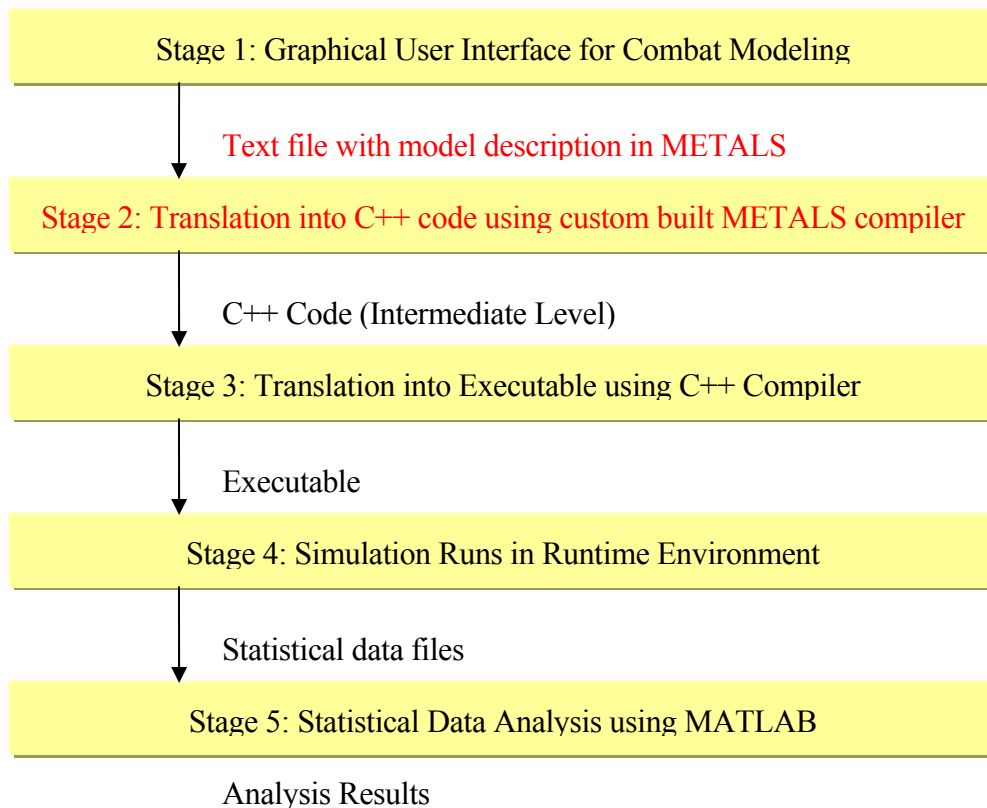 Stage 1: Graphical User Interface for Combat Modeling
Text file with model description in METALS
Stage 2: Translation into C++ code using custom built METALS compiler
C++ Code (Intermediate Level)
Stage 3: Translation into Executable using C++ Compiler
Executable
Stage 4: Simulation Runs in Runtime Environment
Statistical data files
Stage 5: Statistical Data Analysis using MATLAB
Analysis Results